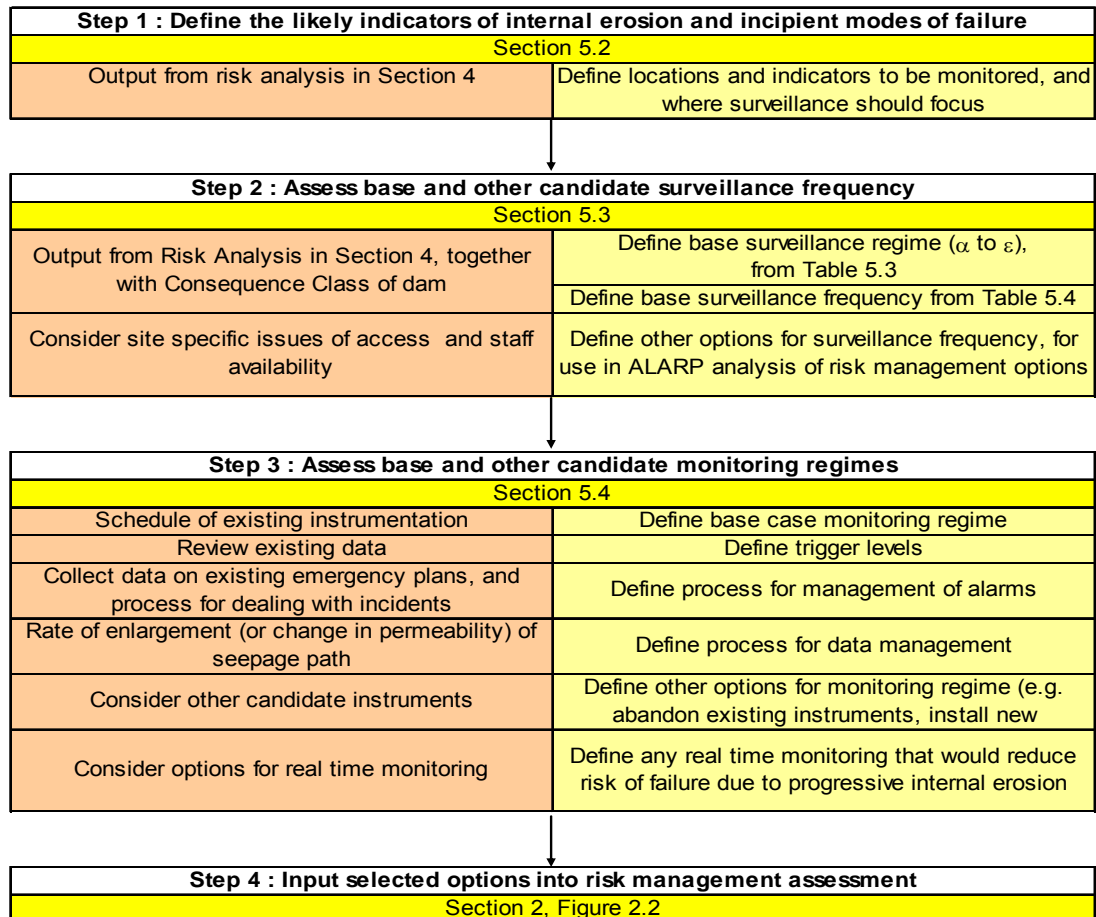 Step 1 : Define the likely indicators of internal erosion and incipient modes of failure
Section 5.2
Output from risk analysis in Section 4
Define locations and indicators to be monitored, and
where surveillance should focus
Step 2 : Assess base and other candidate surveillance frequency
Section 5.3
Output from Risk Analysis in Section 4, together
with Consequence Class of dam
Define base surveillance regime (α to ε),
from Table 5.3
Define base surveillance frequency from Table 5.4
Consider site specific issues of access and staff
availability
Define other options for surveillance frequency, for
use in ALARP analysis of risk management options
Step 3 : Assess base and other candidate monitoring regimes
Section 5.4
Schedule of existing instrumentation
Define base case monitoring regime
Review existing data
Define trigger levels
Collect data on existing emergency plans, and
process for dealing with incidents
Define process for management of alarms
Rate of enlargement (or change in permeability) of
seepage path
Define process for data management
Consider other candidate instruments
Define other options for monitoring regime (e.g.
abandon existing instruments, install new
Consider options for real time monitoring
Define any real time monitoring that would reduce
risk of failure due to progressive internal erosion
Step 4 : Input selected options into risk management assessment
Section 2, Figure 2.2